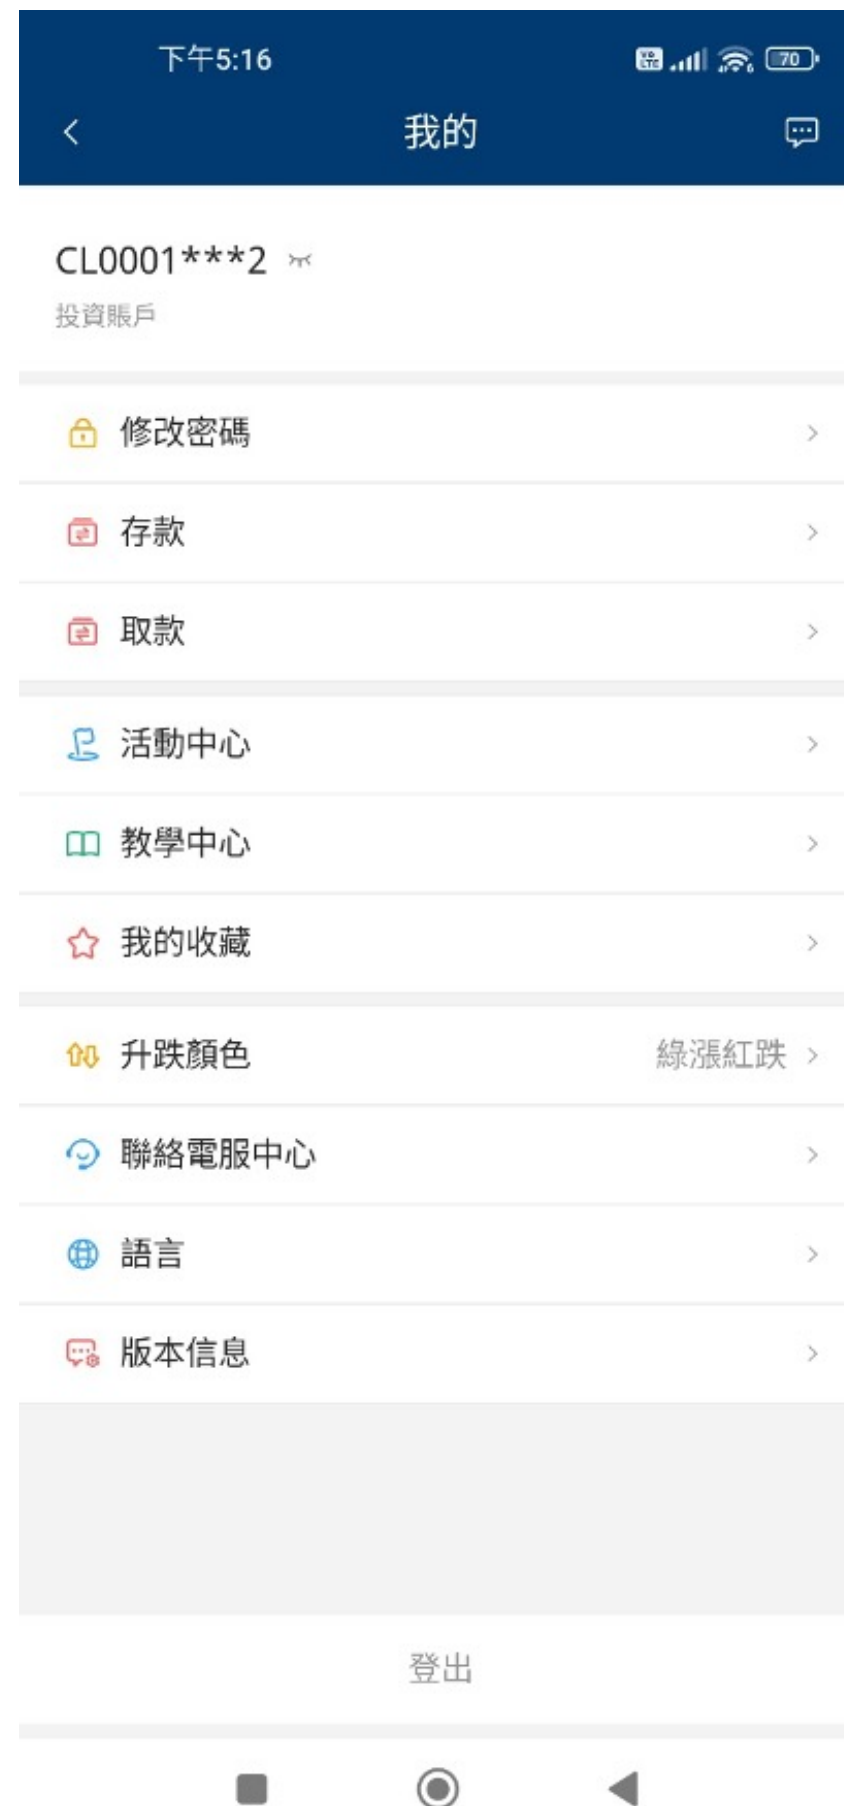 下午5:16
70
我的
CL0001***2
投資賬戶
修改密碼
存款
取款
活動中心
教學中心
我的收藏
升跌顏色 綠漲紅跌
聯絡電服中心
語言
版本信息
登出